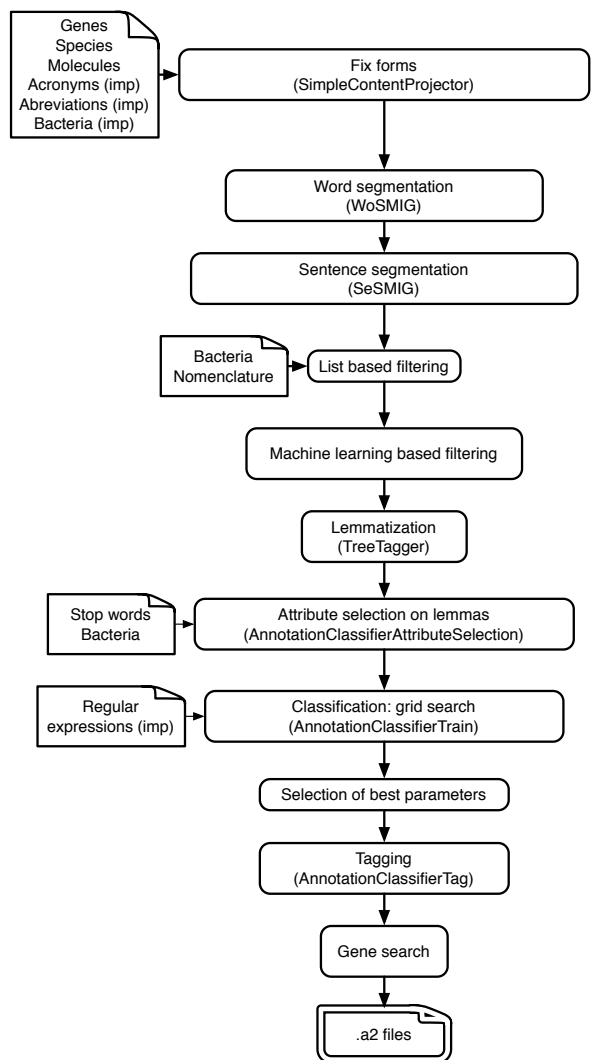 Genes
Species
Molecules
Acronyms (imp)
Abreviations (imp)
Bacteria (imp)
Fix forms
(SimpleContentProjector)
Word segmentation
(WoSMIG)
Sentence segmentation
(SeSMIG)
Bacteria
Nomenclature
List based filtering
Machine learning based filtering
Lemmatization
(TreeTagger)
Stop words
Bacteria
Attribute selection on lemmas
(AnnotationClassifierAttributeSelection)
Regular
expressions (imp)
Classification: grid search
(AnnotationClassifierTrain)
Selection of best parameters
Tagging
(AnnotationClassifierTag)
Gene search
.a2 files